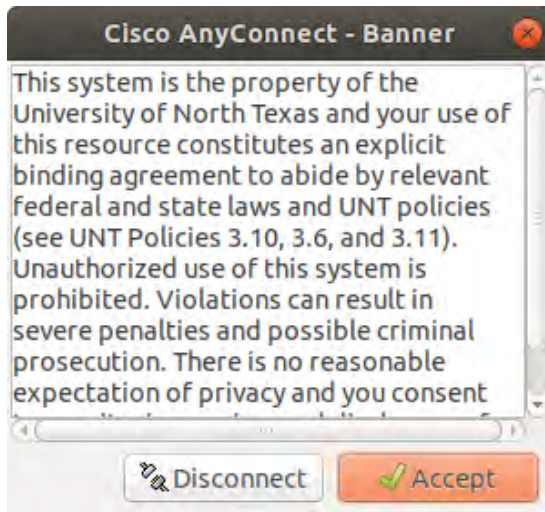 Cisco AnyConnect - Banner
This system is the property of the
University of North Texas and your use of
this resource constitutes an explicit
binding agreement to abide by relevant
federal and state laws and UNT policies
(see UNT Policies 3.10, 3.6, and 3.11).
Unauthorized use of this system is
prohibited. Violations can result in
severe penalties and possible criminal
prosecution. There is no reasonable
expectation of privacy and you consent
Disconnect
Accept